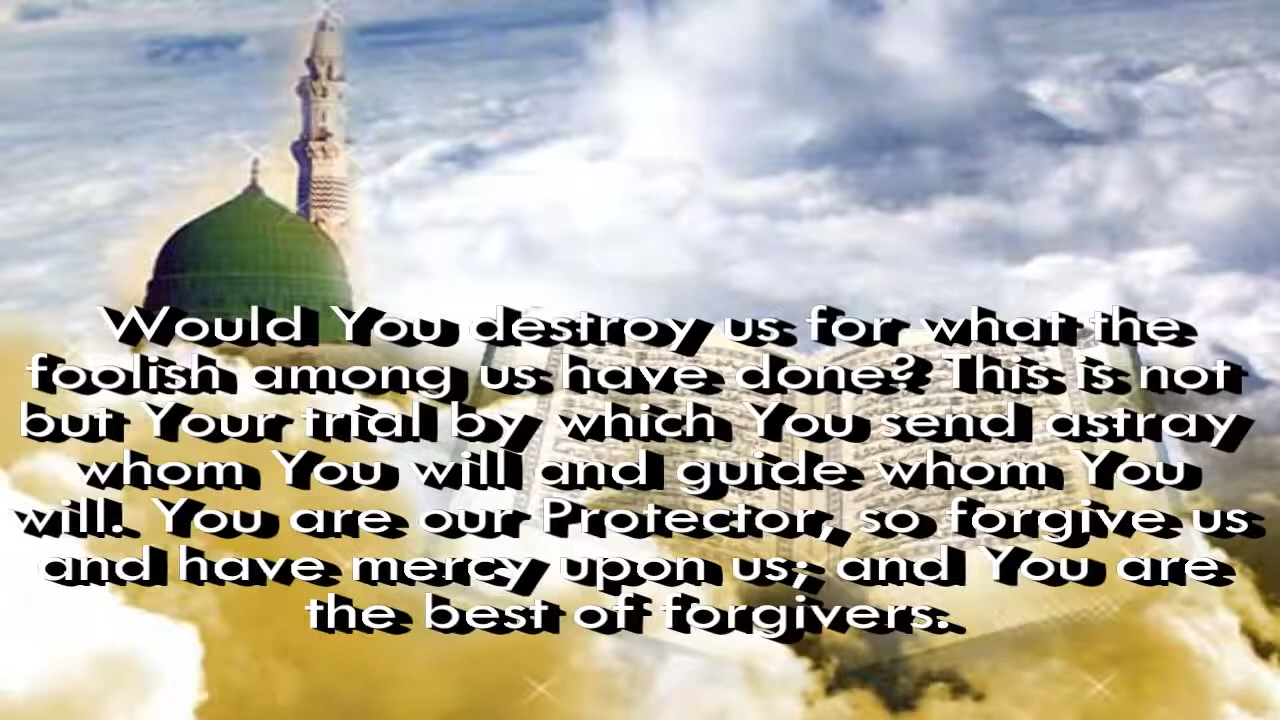 Would You destroy us for what the
foolish among us have done? This is not
but Your trial by which You send astray
whom You will and guide whom You
will. You are our Protector, so forgive us
and have mercy upon us; and You are
the best of forgivers.